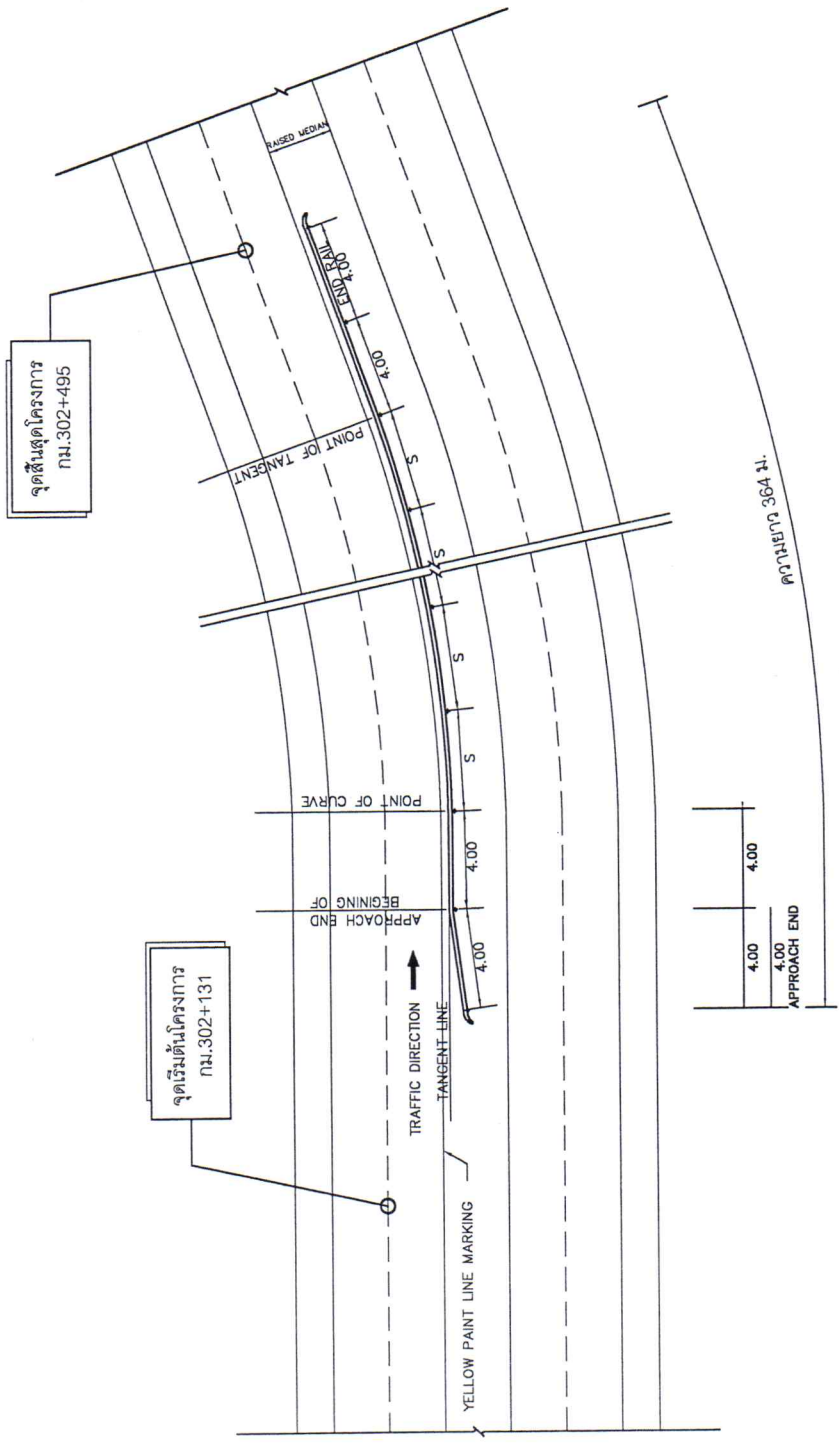 จุดเริ่มต้นโครงการ
กม.302+131
จุดสิ้นสุดโครงการ
กม.302+495
RAISED MEDIAN
END RAIL
4.00
4.00
POINT OF TANGENT
S
S
S
S
POINT OF CURVE
4.00
BEGINING OF
APPROACH END
4.00
TRAFFIC DIRECTION
TANGENT LINE
YELLOW PAINT LINE MARKING
4.00
4.00
4.00
APPROACH END
ความยาว 364 ม.